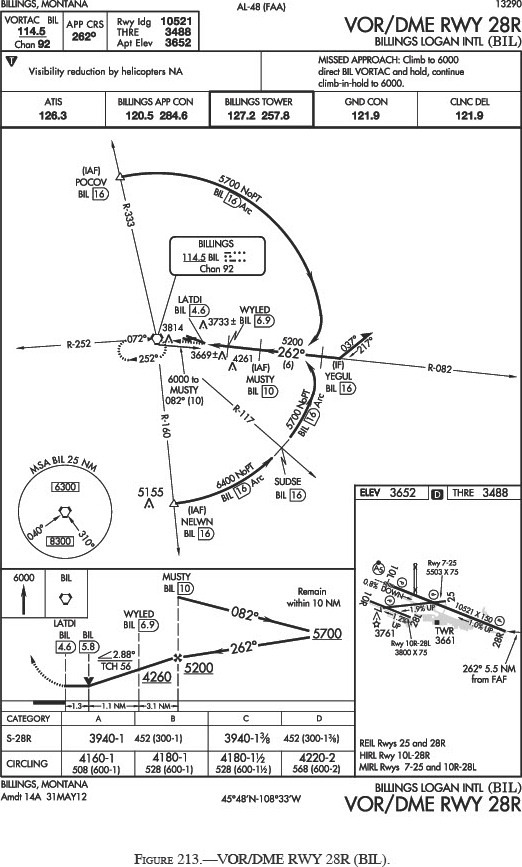 BILLINGS, MONTANA
AL-48 (FAA)
13290
VORTAC BIL
114.5
Chan 92
APP CRS
262°
Rwy ldg 10521
THRE 3488
Apt Elev 3652
VOR/DME RWY 28R
BILLINGS LOGAN INTL (BIL)
T
Visibility reduction by helicopters NA
MISSED APPROACH: Climb to 6000
direct BIL VORTAC and hold, continue
climb-in-hold to 6000.
ATIS
126.3
BILLINGS APP CON
120.5 284.6
BILLINGS TOWER
127.2 257.8
GND CON
121.9
CLNC DEL
121.9
(IAF)
POCOV
BIL 16
5700 NoPT
BIL 16 Arc
R-333
BILLINGS
114.5 BIL
Chan 92
LATDI
BIL 4.6
3814
3733 ±
WYLED
BIL 6.9
R-252
072°
252°
3669 ±
4261
5200
262°
(6)
037°
217°
(IAF)
MUSTY
BIL 10
(IF)
YEGUL
BIL 16
R-082
6000 to
MUSTY
082° (10)
R-117
5700 NoPT
BIL 16 Arc
R-160
6400 NoPT
BIL 16 Arc
SUDSE
BIL 16
5155
(IAF)
NELWN
BIL 16
MSA BIL 25 NM
6300
040°
310°
8300
ELEV 3652
D
THRE 3488
Rwy 7-25
5503 X 75
10L
0.8% DOWN
10R
1.9% UP
25
10521 X 150
1.0% UP
28L
28R
1.2% UP
3761
Rwy 10R-28L
3800 X 75
TWR
3661
262° 5.5 NM
from FAF
6000
BIL
MUSTY
BIL 10
Remain
within 10 NM
082°
5700
262°
WYLED
BIL 6.9
LATDI
BIL 4.6
BIL 5.8
2.88°
TCH 56
4260
5200
1.3
1.1 NM
3.1 NM
CATEGORY
A
B
C
D
S-28R
3940-1 452 (300-1)
3940-1⅜ 452 (300-1⅜)
CIRCLING
4160-1
508 (600-1)
4180-1
528 (600-1)
4180-1½
528 (600-1½)
4220-2
568 (600-2)
REIL Rwys 25 and 28R
HIRL Rwy 10L-28R
MIRL Rwys 7-25 and 10R-28L
BILLINGS, MONTANA
Amdt 14A 31MAY12
45°48'N-108°33'W
BILLINGS LOGAN INTL (BIL)
VOR/DME RWY 28R
FIGURE 213.—VOR/DME RWY 28R (BIL).